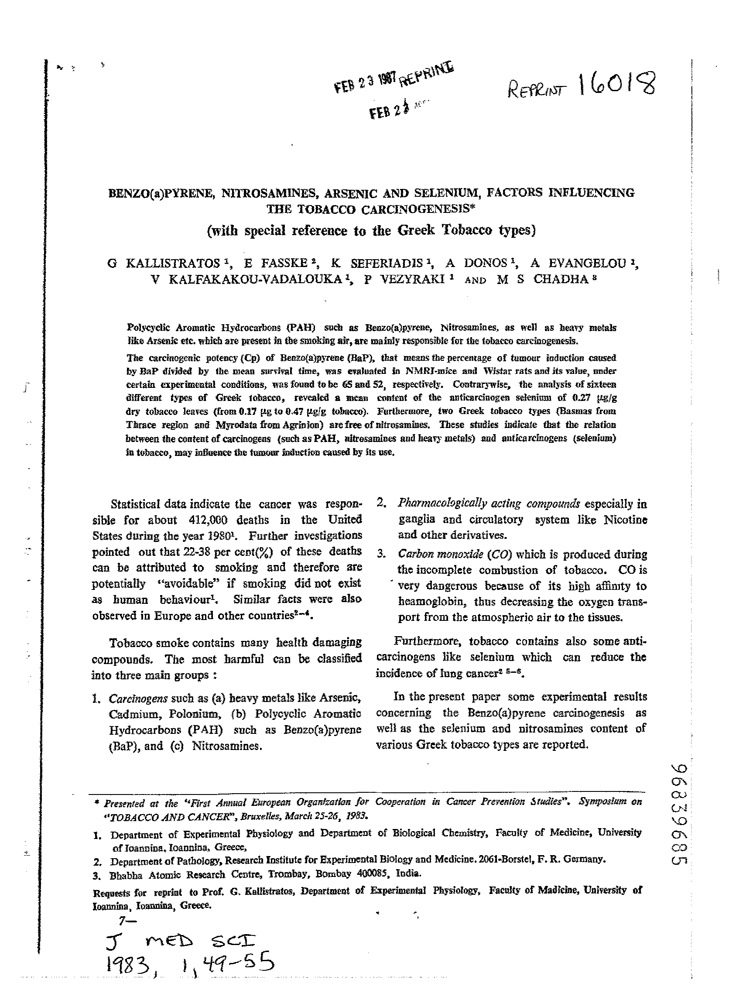 FEB 23 1987 REPRINT
FEB 23
REPRINT 16018
BENZO(a)PYRENE, NITROSAMINES, ARSENIC AND SELENIUM, FACTORS INFLUENCING
THE TOBACCO CARCINOGENESIS*
(with special reference to the Greek Tobacco types)
G KALLISTRATOS ¹, E FASSKE ², K SEFERIADIS ¹, A DONOS ¹, A EVANGELOU ¹,
V KALFAKAKOU-VADALOUKA ¹, P VEZYRAKI ¹ AND M S CHADHA ³
Polycyclic Aromatic Hydrocarbons (PAH) such as Benzo(a)pyrene, Nitrosamines, as well as heavy metals
like Arsenic etc. which are present in the smoking air, are mainly responsible for the tobacco carcinogenesis.
The carcinogenic potency (Cp) of Benzo(a)pyrene (BaP), that means the percentage of tumour induction caused
by BaP divided by the mean survival time, was evaluated in NMRI-mice and Wistar rats and its value, under
certain experimental conditions, was found to be 65 and 52, respectively. Contrarywise, the analysis of sixteen
different types of Greek tobacco, revealed a mean content of the anticarcinogen selenium of 0.27 µg/g
dry tobacco leaves (from 0.17 µg to 0.47 µg/g tobacco). Furthermore, two Greek tobacco types (Basmas from
Thrace region and Myrodata from Agrinion) are free of nitrosamines. These studies indicate that the relation
between the content of carcinogens (such as PAH, nitrosamines and heavy metals) and anticarcinogens (selenium)
in tobacco, may influence the tumour induction caused by its use.
Statistical data indicate the cancer was respon-
sible for about 412,000 deaths in the United
States during the year 1980¹. Further investigations
pointed out that 22-38 per cent(%) of these deaths
can be attributed to smoking and therefore are
potentially "avoidable" if smoking did not exist
as human behaviour¹. Similar facts were also
observed in Europe and other countries²⁻⁴.
Tobacco smoke contains many health damaging
compounds. The most harmful can be classified
into three main groups :
1. Carcinogens such as (a) heavy metals like Arsenic,
Cadmium, Polonium, (b) Polycyclic Aromatic
Hydrocarbons (PAH) such as Benzo(a)pyrene
(BaP), and (c) Nitrosamines.
2. Pharmacologically acting compounds especially in
ganglia and circulatory system like Nicotine
and other derivatives.
3. Carbon monoxide (CO) which is produced during
the incomplete combustion of tobacco. CO is
very dangerous because of its high affinity to
heamoglobin, thus decreasing the oxygen trans-
port from the atmospheric air to the tissues.
Furthermore, tobacco contains also some anti-
carcinogens like selenium which can reduce the
incidence of lung cancer² ⁵⁻⁶.
In the present paper some experimental results
concerning the Benzo(a)pyrene carcinogenesis as
well as the selenium and nitrosamines content of
various Greek tobacco types are reported.
* Presented at the "First Annual European Organization for Cooperation in Cancer Prevention Studies". Symposium on
"TOBACCO AND CANCER", Bruxelles, March 25-26, 1983.
1. Department of Experimental Physiology and Department of Biological Chemistry, Faculty of Medicine, University
of Ioannina, Ioannina, Greece,
2. Department of Pathology, Research Institute for Experimental Biology and Medicine. 2061-Borstel, F. R. Germany.
3. Bhabha Atomic Research Centre, Trombay, Bombay 400085, India.
Requests for reprint to Prof. G. Kallistratos, Department of Experimental Physiology, Faculty of Madicine, University of
Ioannina, Ioannina, Greece.
7—
J MED SCI
1983, 1, 49-55
96839685